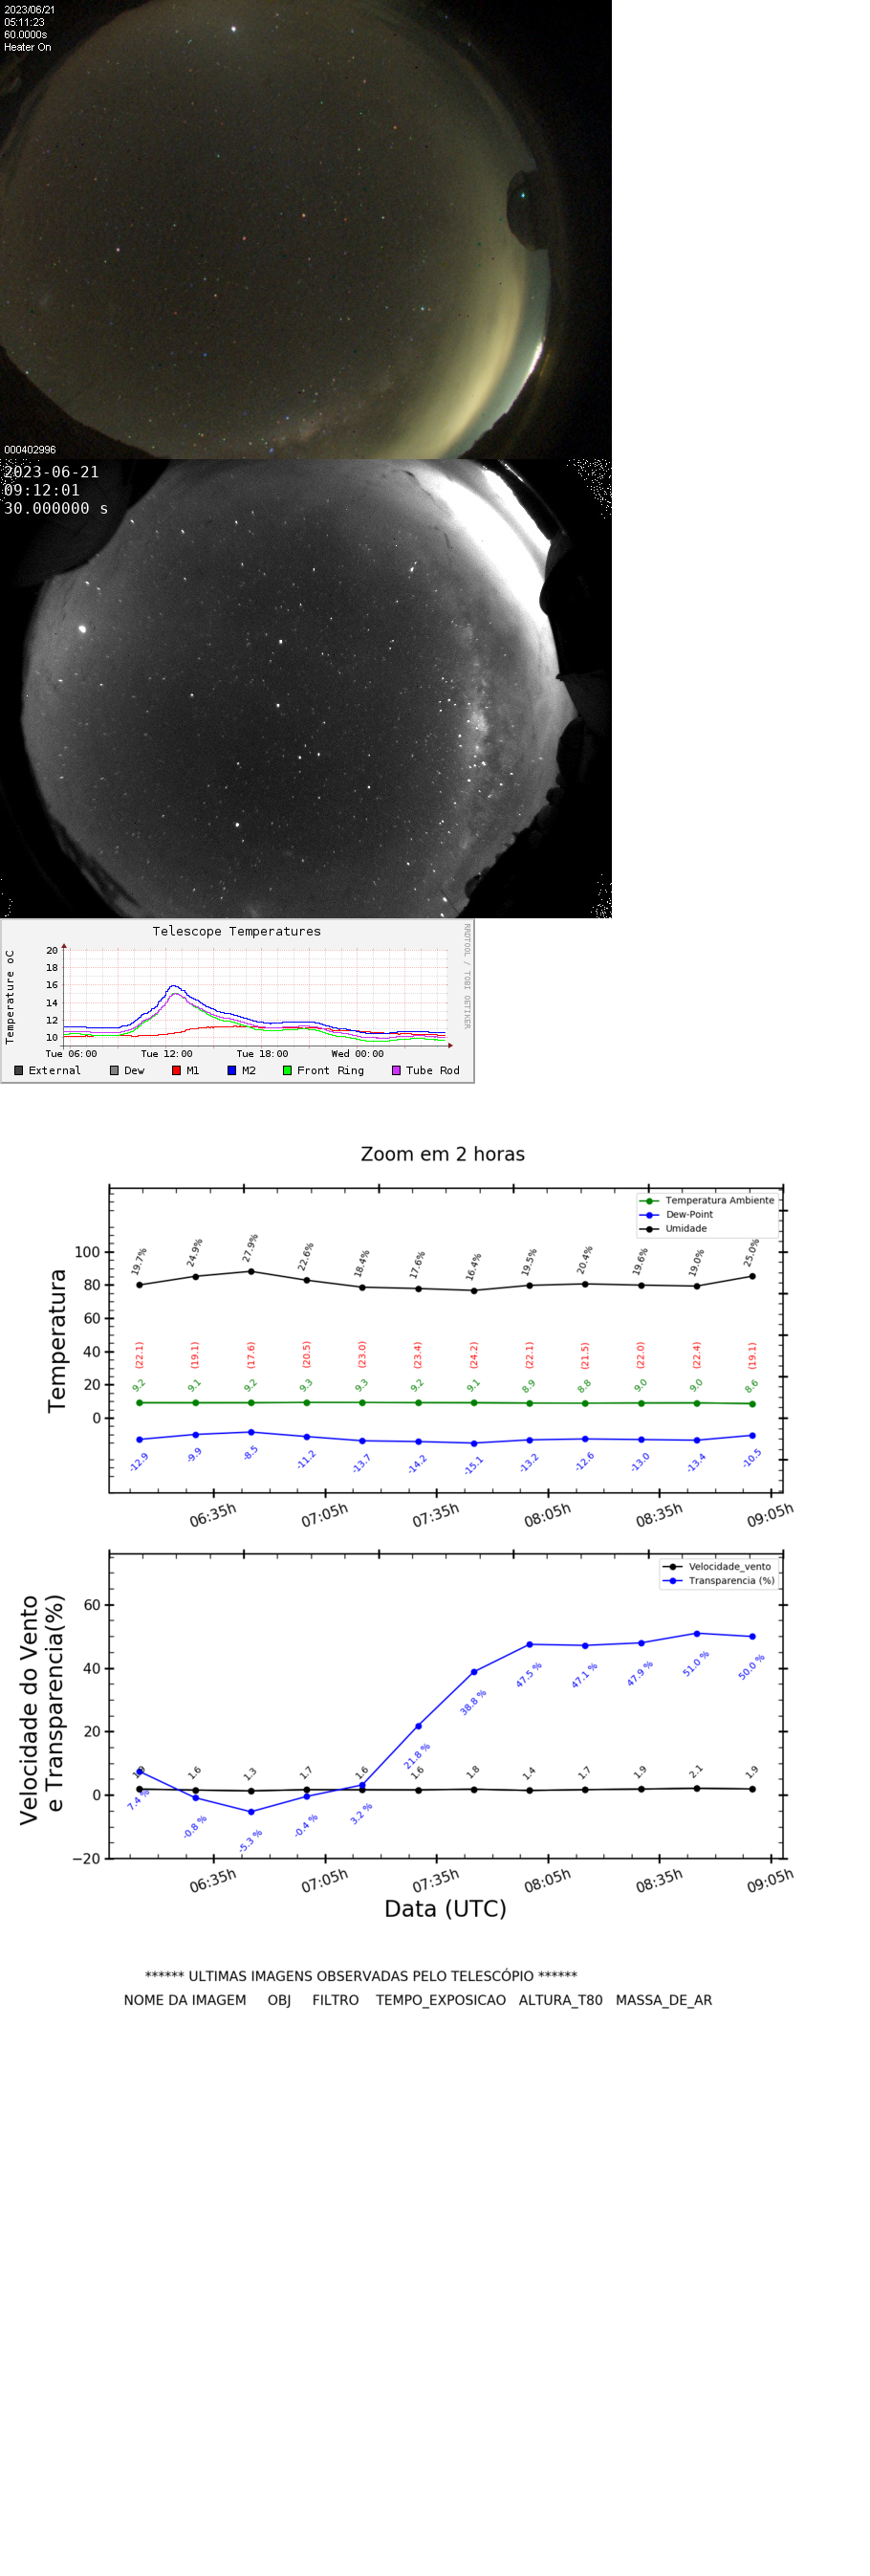 2023/06/21
05:11:23
60.0000s
Heater On
000402996
2023-06-21
09:12:01
30.000000 s
Telescope Temperatures
RRDTOOL / TOBI OETIKER
Temperature oC
20
18
16
14
12
10
Tue 06:00 Tue 12:00 Tue 18:00 Wed 00:00
External Dew M1 M2 Front Ring Tube Rod
Zoom em 2 horas
Temperatura Ambiente
Dew-Point
Umidade
Temperatura
100
80
60
40
20
0
19.7% 24.9% 27.9% 22.6% 18.4% 17.6% 16.4% 19.5% 20.4% 19.6% 19.0% 25.0%
(22.1) (19.1) (17.6) (20.5) (23.0) (23.4) (24.2) (22.1) (21.5) (22.0) (22.4) (19.1)
9.2 9.1 9.2 9.3 9.3 9.2 9.1 8.9 8.8 9.0 9.0 8.6
-12.9 -9.9 -8.5 -11.2 -13.7 -14.2 -15.1 -13.2 -12.6 -13.0 -13.4 -10.5
06:35h 07:05h 07:35h 08:05h 08:35h 09:05h
Velocidade_vento
Transparencia (%)
Velocidade do Vento
e Transparencia(%)
60
40
20
0
−20
1.6 1.3 1.7 1.6 1.6 1.8 1.4 1.7 1.9 2.1 1.9
7.4 % -0.8 % -5.3 % -0.4 % 3.2 % 21.8 % 38.8 % 47.5 % 47.1 % 47.9 % 51.0 % 50.0 %
06:35h 07:05h 07:35h 08:05h 08:35h 09:05h
Data (UTC)
****** ULTIMAS IMAGENS OBSERVADAS PELO TELESCÓPIO ******
NOME DA IMAGEM OBJ FILTRO TEMPO_EXPOSICAO ALTURA_T80 MASSA_DE_AR